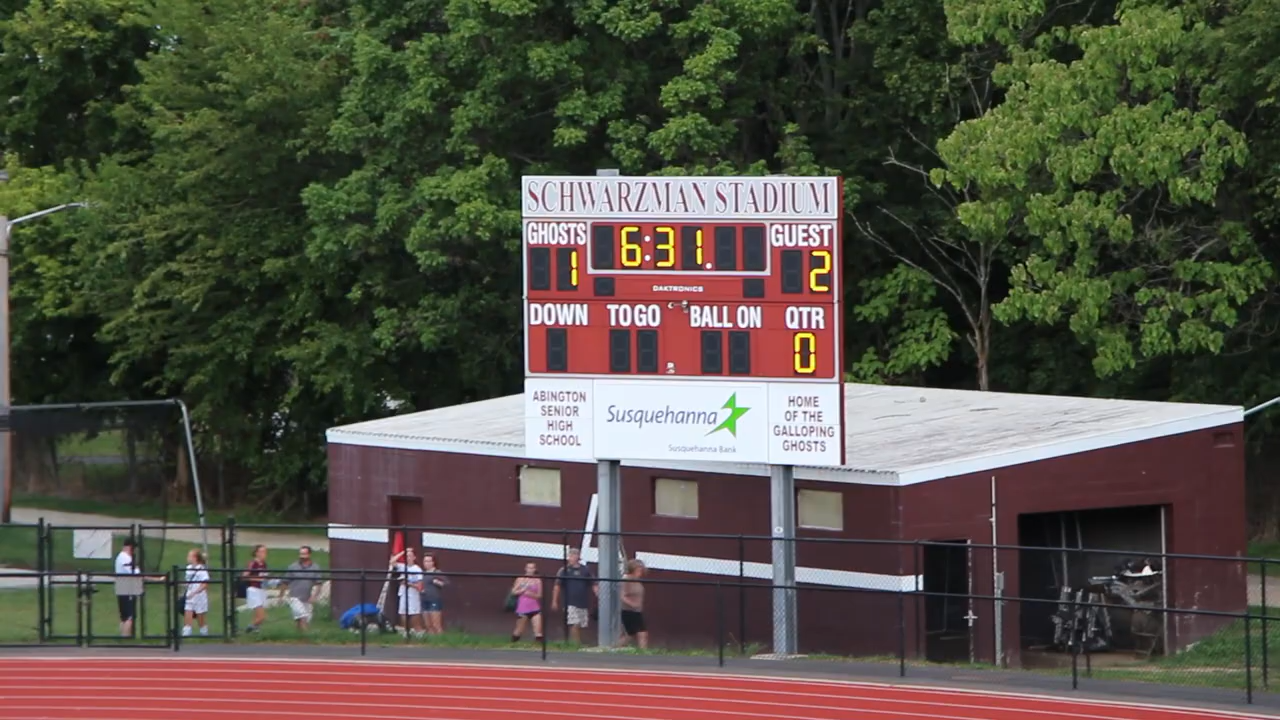 SCHWARZMAN STADIUM
GHOSTS 6:31. GUEST
1 2
DAKTRONICS
DOWN TO GO BALL ON QTR
0
ABINGTON
SENIOR
HIGH
SCHOOL
Susquehanna
Susquehanna Bank
HOME
OF THE
GALLOPING
GHOSTS